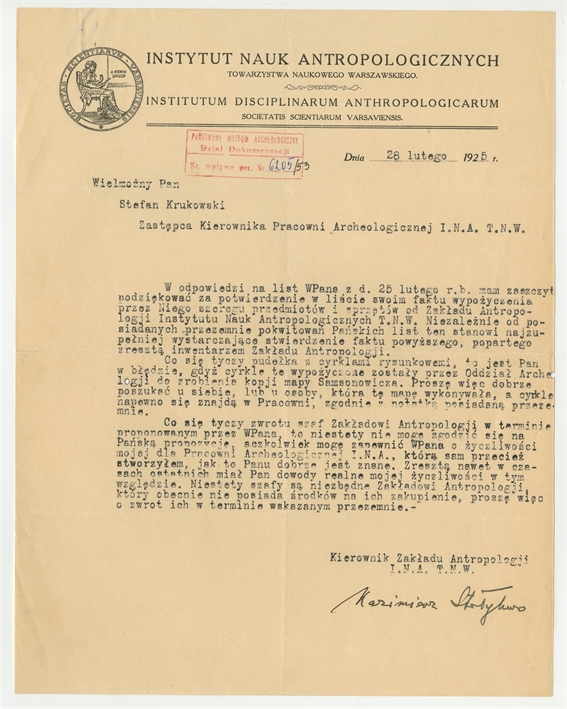 SOCIETAS SCIENTIARUM VARSAVIENSIS
INSTYTUT NAUK ANTROPOLOGICZNYCH
TOWARZYSTWA NAUKOWEGO WARSZAWSKIEGO.
INSTITUTUM DISCIPLINARUM ANTHROPOLOGICARUM
SOCIETATIS SCIENTIARUM VARSAVIENSIS.
PAŃSTWOWE MUZEUM ARCHEOLOGICZNE
Dział Dokumentacji
Nr. wpływu poz. Nr 6205/53
Dnia 28 lutego 1925 r.
Wielmożny Pan
Stefan Krukowski
Zastępca Kierownika Pracowni Archeologicznej I.N.A. T.N.W.
W odpowiedzi na list WPana z d. 25 lutego r.b. mam zaszczyt
podziękować za potwierdzenie w liście swoim faktu wypożyczenia
przez Niego szeregu przedmiotów i sprzętów od Zakładu Antropo-
logji Instytutu Nauk Antropologicznych T.N.W. Niezależnie od po-
siadanych przezemnie pokwitowań Pańskich list ten stanowi najzu-
pełniej wystarczające stwierdzenie faktu powyższego, popartego
zresztą inwentarzem Zakładu Antropologji.
Co się tyczy pudełka z cyrklami rysunkowemi, to jest Pan
w błędzie, gdyż cyrkle te wypożyczone zostały przez Oddział Arche
logji do zrobienia kopji mapy Samsonowicza. Proszę więc dobrze
poszukać u siebie, lub u osoby, która tę mapę wykonywała, a cyrkle
napewno się znajdą w Pracowni, zgodnie z notatką posiadaną przeze-
mnie.
Co się tyczy zwrotu szaf Zakładowi Antropologji w terminie
proponowanym przez WPana, to niestety nie mogę zgodzić się na
Pańską propozycję, aczkolwiek mogę zapewnić WPana o życzliwości
mojej dla Pracowni Archeologicznej I.N.A., którą sam przecież
stworzyłem, jak to Panu dobrze jest znane. Zresztą nawet w cza-
sach ostatnich miał Pan dowody realne mojej życzliwości w tym
względzie. Niestety szafy są niezbędne Zakładowi Antropologji,
który obecnie nie posiada środków na ich zakupienie, proszę więc
o zwrot ich w terminie wskazanym przezemnie.-
Kierownik Zakładu Antropologji
I.N.A. T.N.W.
Kazimierz Stołyhwo